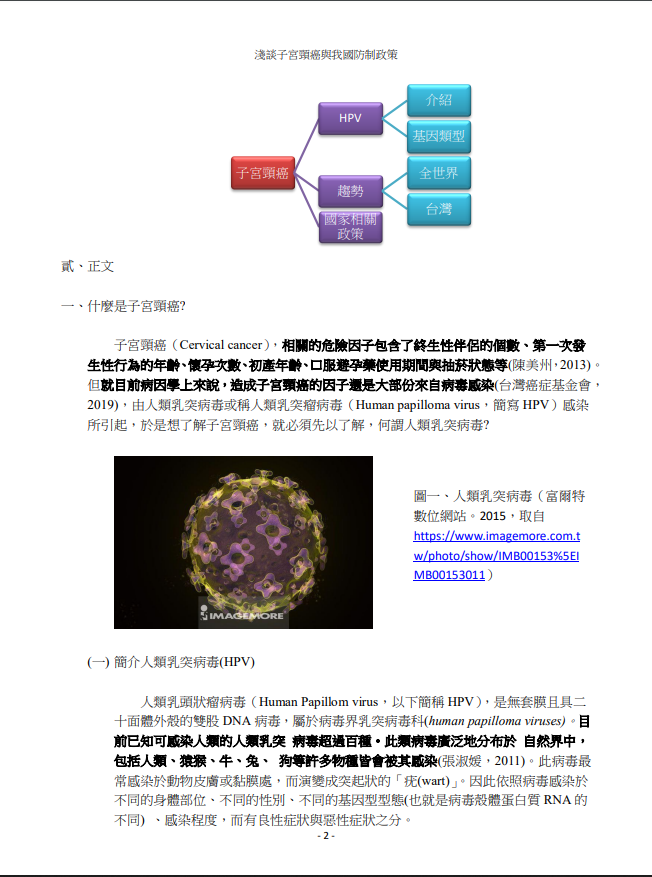 淺談子宮頸癌與我國防制政策
子宮頸癌
HPV
介紹
基因類型
趨勢
全世界
台灣
國家相關
政策
貳、正文
一、什麼是子宮頸癌?
子宮頸癌（Cervical cancer），相關的危險因子包含了終生性伴侶的個數、第一次發
生性行為的年齡、懷孕次數、初產年齡、口服避孕藥使用期間與抽菸狀態等(陳美州，2013)。
但就目前病因學上來說，造成子宮頸癌的因子還是大部份來自病毒感染(台灣癌症基金會，
2019)，由人類乳突病毒或稱人類乳突瘤病毒（Human papilloma virus，簡寫 HPV）感染
所引起，於是想了解子宮頸癌，就必須先以了解，何謂人類乳突病毒?
IMAGEMORE
圖一、人類乳突病毒（富爾特
數位網站。2015，取自
https://www.imagemore.com.t
w/photo/show/IMB00153%5EI
MB00153011）
(一) 簡介人類乳突病毒(HPV)
人類乳頭狀瘤病毒（Human Papillom virus，以下簡稱 HPV），是無套膜且具二
十面體外殼的雙股 DNA 病毒，屬於病毒界乳突病毒科(human papilloma viruses)。目
前已知可感染人類的人類乳突 病毒超過百種。此類病毒廣泛地分布於 自然界中，
包括人類、猿猴、牛、兔、 狗等許多物種皆會被其感染(張淑媛，2011)。此病毒最
常感染於動物皮膚或黏膜處，而演變成突起狀的「疣(wart)」。因此依照病毒感染於
不同的身體部位、不同的性別、不同的基因型型態(也就是病毒殼體蛋白質 RNA 的
不同) 、感染程度，而有良性症狀與惡性症狀之分。
- 2 -